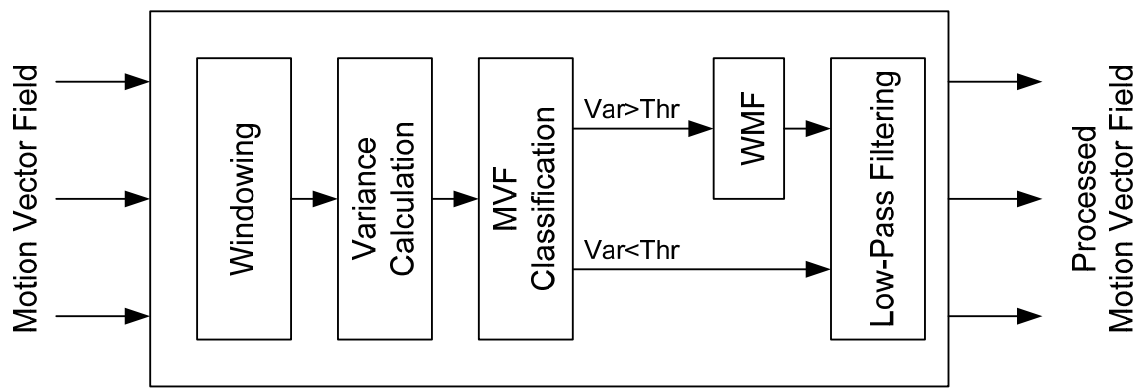 Motion Vector Field
Windowing
Variance
Calculation
MVF
Classification
Var>Thr
Var<Thr
WMF
Low-Pass Filtering
Processed
Motion Vector Field